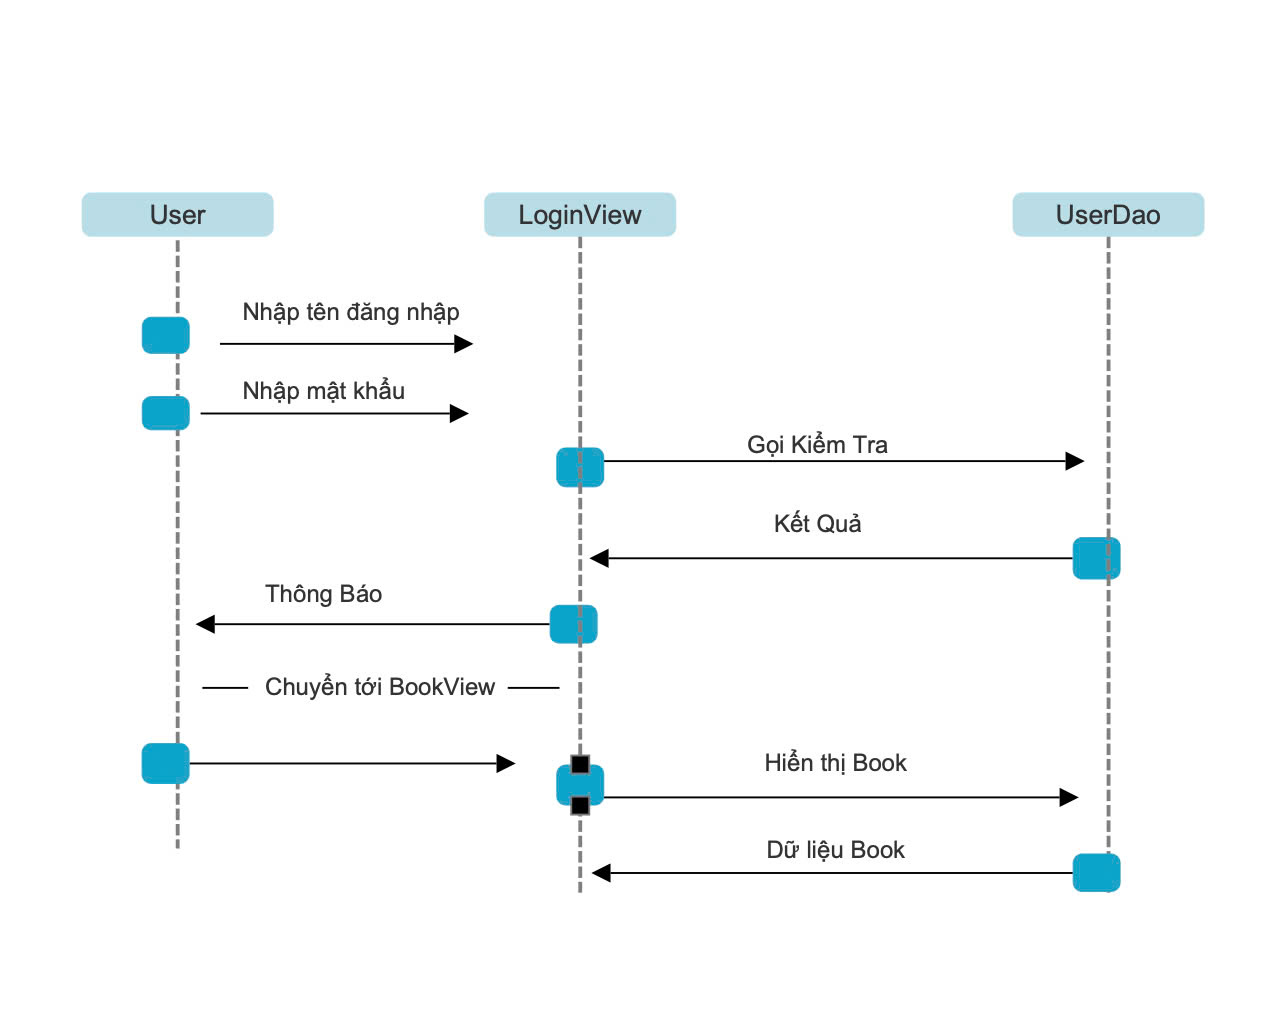 User
LoginView
UserDao
Nhập tên đăng nhập
Nhập mật khẩu
Gọi Kiểm Tra
Kết Quả
Thông Báo
Chuyển tới BookView
Hiển thị Book
Dữ liệu Book